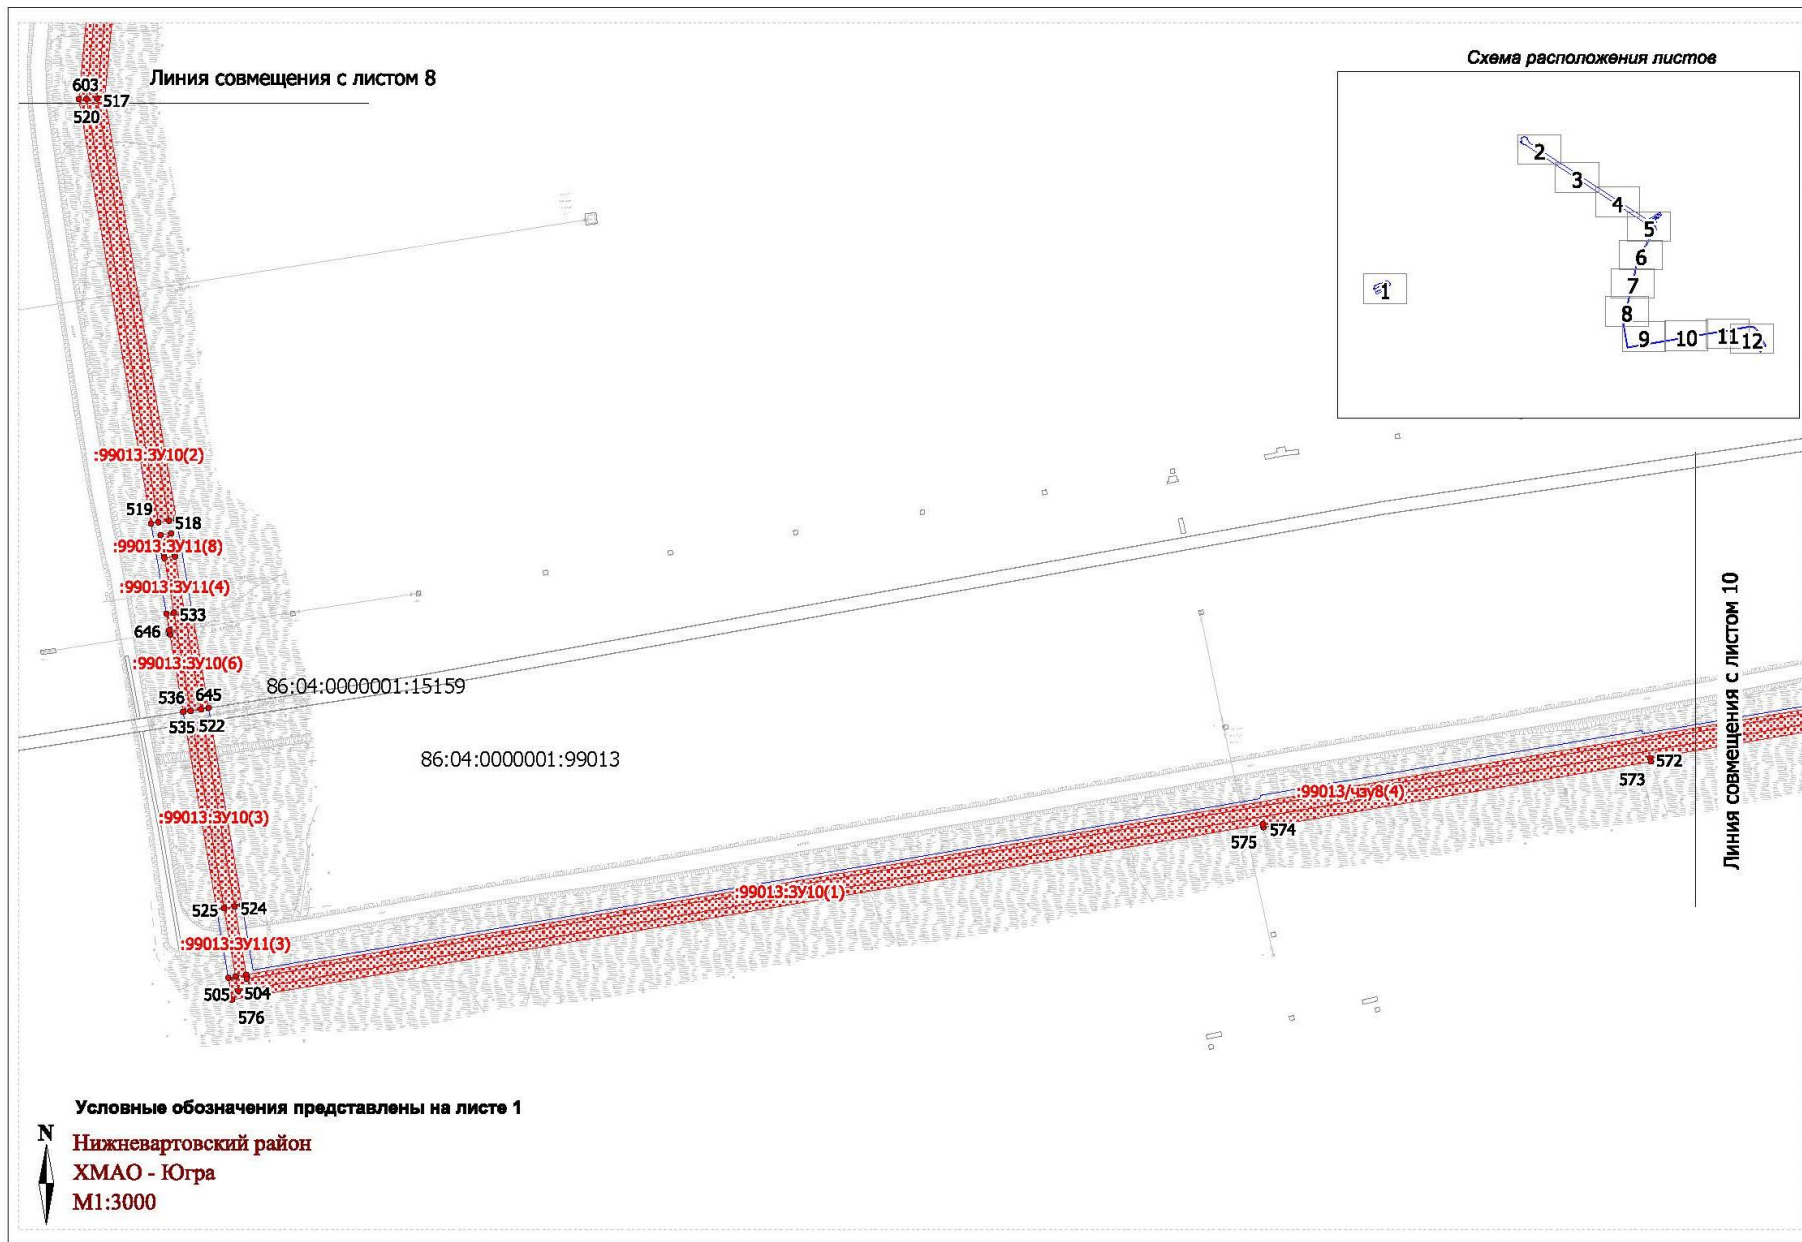 Линия совмещения с листом 8
603
517
520
Схема расположения листов
2
3
4
5
6
7
8
9
10
11
12
1
:99013:ЗУ10(2)
519
518
:99013:ЗУ11(8)
:99013:ЗУ11(4)
533
646
:99013:ЗУ10(6)
536
645
535
522
86:04:0000001:15159
86:04:0000001:99013
:99013:ЗУ10(3)
525
524
:99013:ЗУ11(3)
505
504
576
:99013:ЗУ10(1)
:99013/чзу8(4)
575
574
573
572
Линия совмещения с листом 10
Условные обозначения представлены на листе 1
N
Нижневартовский район
ХМАО - Югра
М1:3000